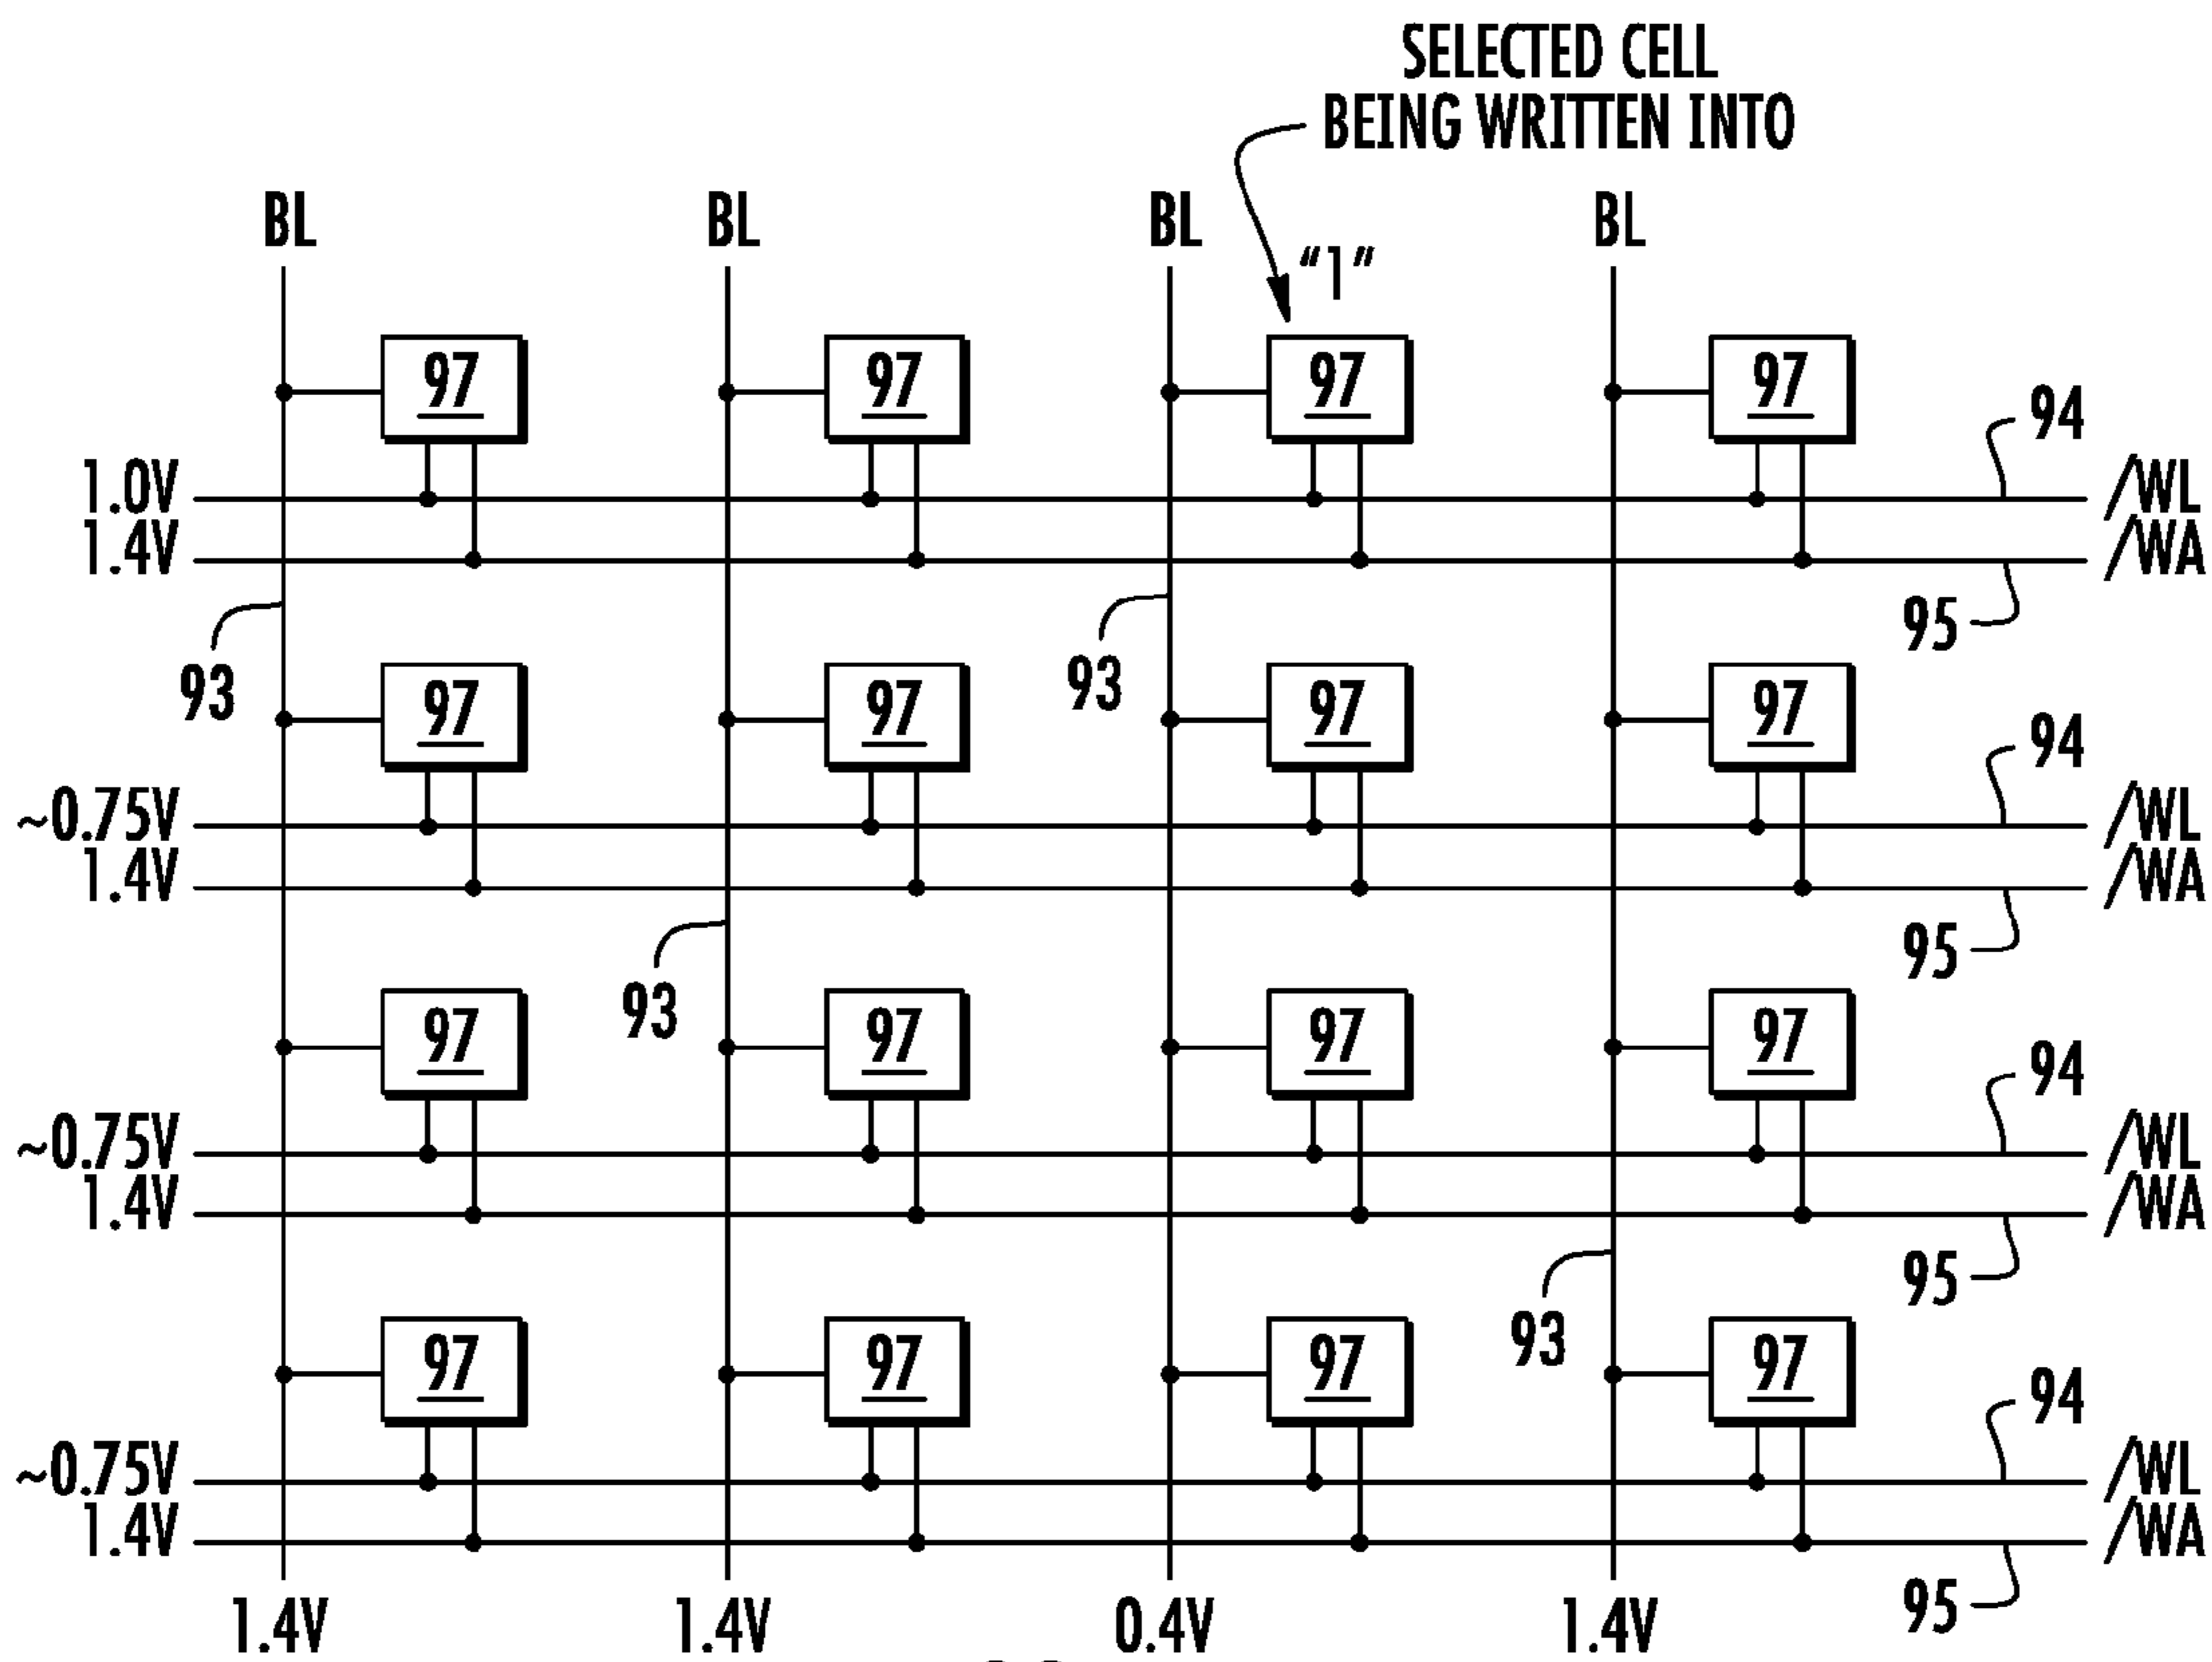 SELECTED CELL
BEING WRITTEN INTO
BL BL BL BL
"1"
97 97 97 97
94
1.0V /WL
1.4V /WA
95
93 93
97 97 97 97
94
~0.75V /WL
1.4V /WA
95
93
97 97 97 97
94
~0.75V /WL
1.4V /WA
95
93
97 97 97 97
94
~0.75V /WL
1.4V /WA
95
1.4V 1.4V 0.4V 1.4V